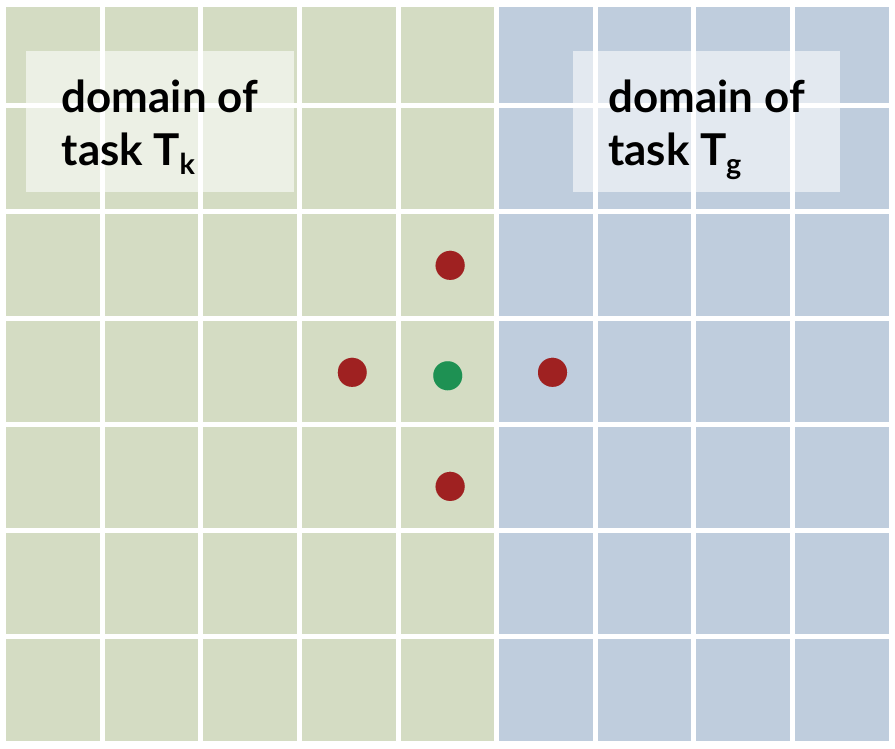 domain of
task Tk
domain of
task Tg